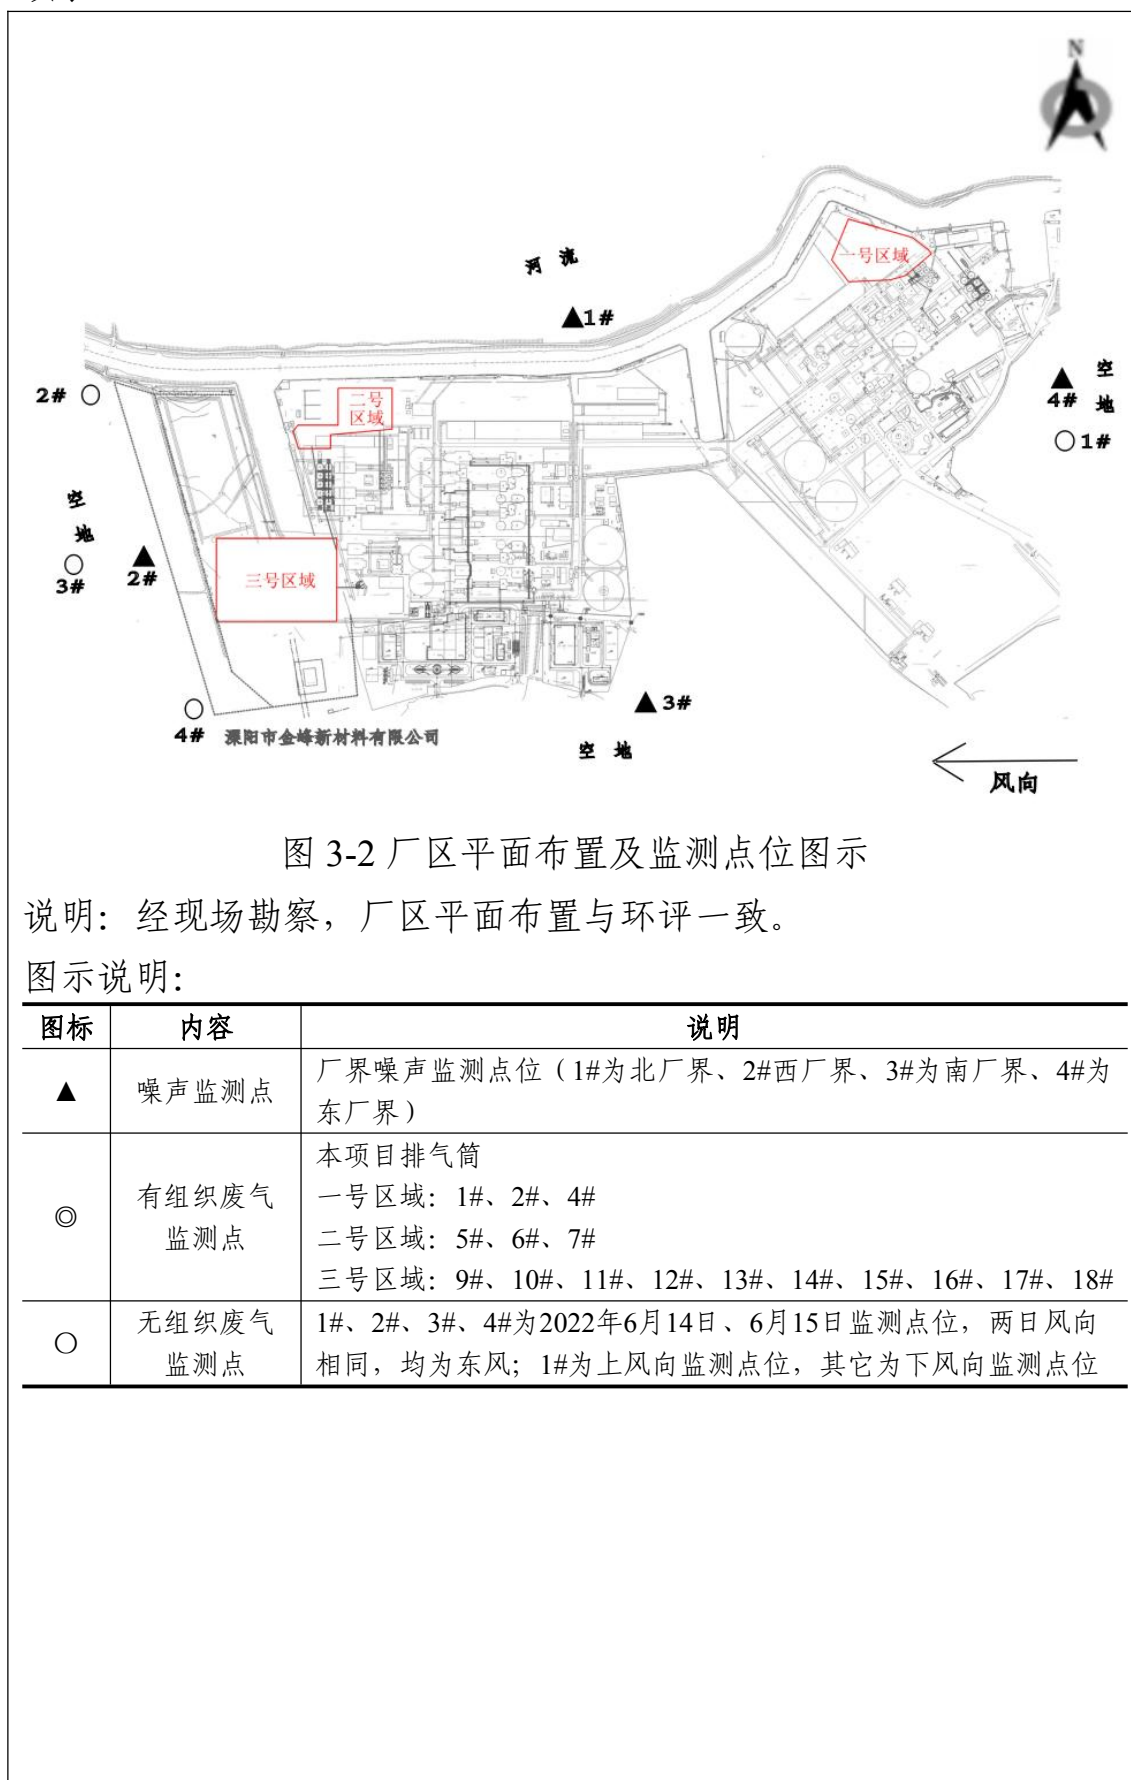 N
河 流
▲1#
一号区域
2# ○
二号
区域
空
地
▲
4#
○1#
空
地
○
3#
▲
2#
三号区域
○
4#
溧阳市金峰新材料有限公司
▲3#
空 地
风向
图 3-2 厂区平面布置及监测点位图示
说明：经现场勘察，厂区平面布置与环评一致。
图示说明：
图标 内容 说明
▲ 噪声监测点 厂界噪声监测点位（1#为北厂界、2#西厂界、3#为南厂界、4#为
东厂界）
◎ 有组织废气
监测点
本项目排气筒
一号区域：1#、2#、4#
二号区域：5#、6#、7#
三号区域：9#、10#、11#、12#、13#、14#、15#、16#、17#、18#
○ 无组织废气
监测点
1#、2#、3#、4#为2022年6月14日、6月15日监测点位，两日风向
相同，均为东风；1#为上风向监测点位，其它为下风向监测点位